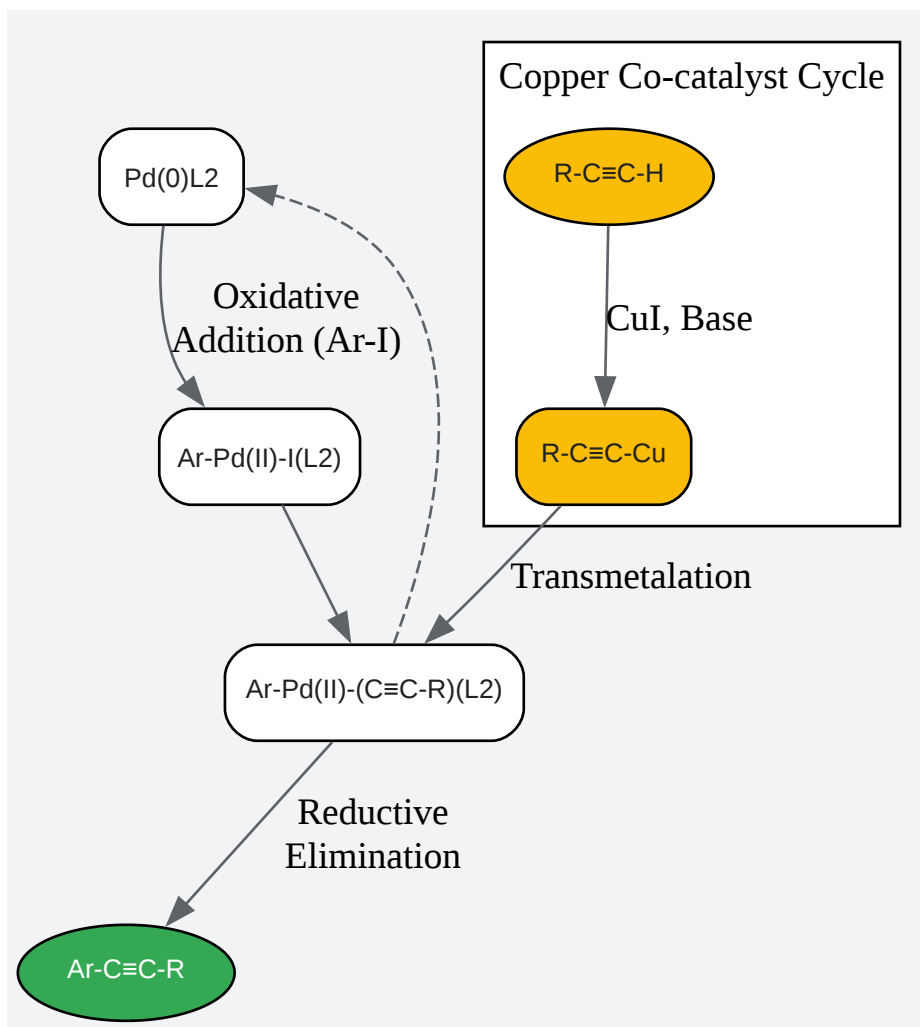 Copper Co-catalyst Cycle
Pd(0)L2
R-C≡C-H
Oxidative
Addition (Ar-I)
CuI, Base
Ar-Pd(II)-I(L2)
R-C≡C-Cu
Transmetalation
Ar-Pd(II)-(C≡C-R)(L2)
Reductive
Elimination
Ar-C≡C-R